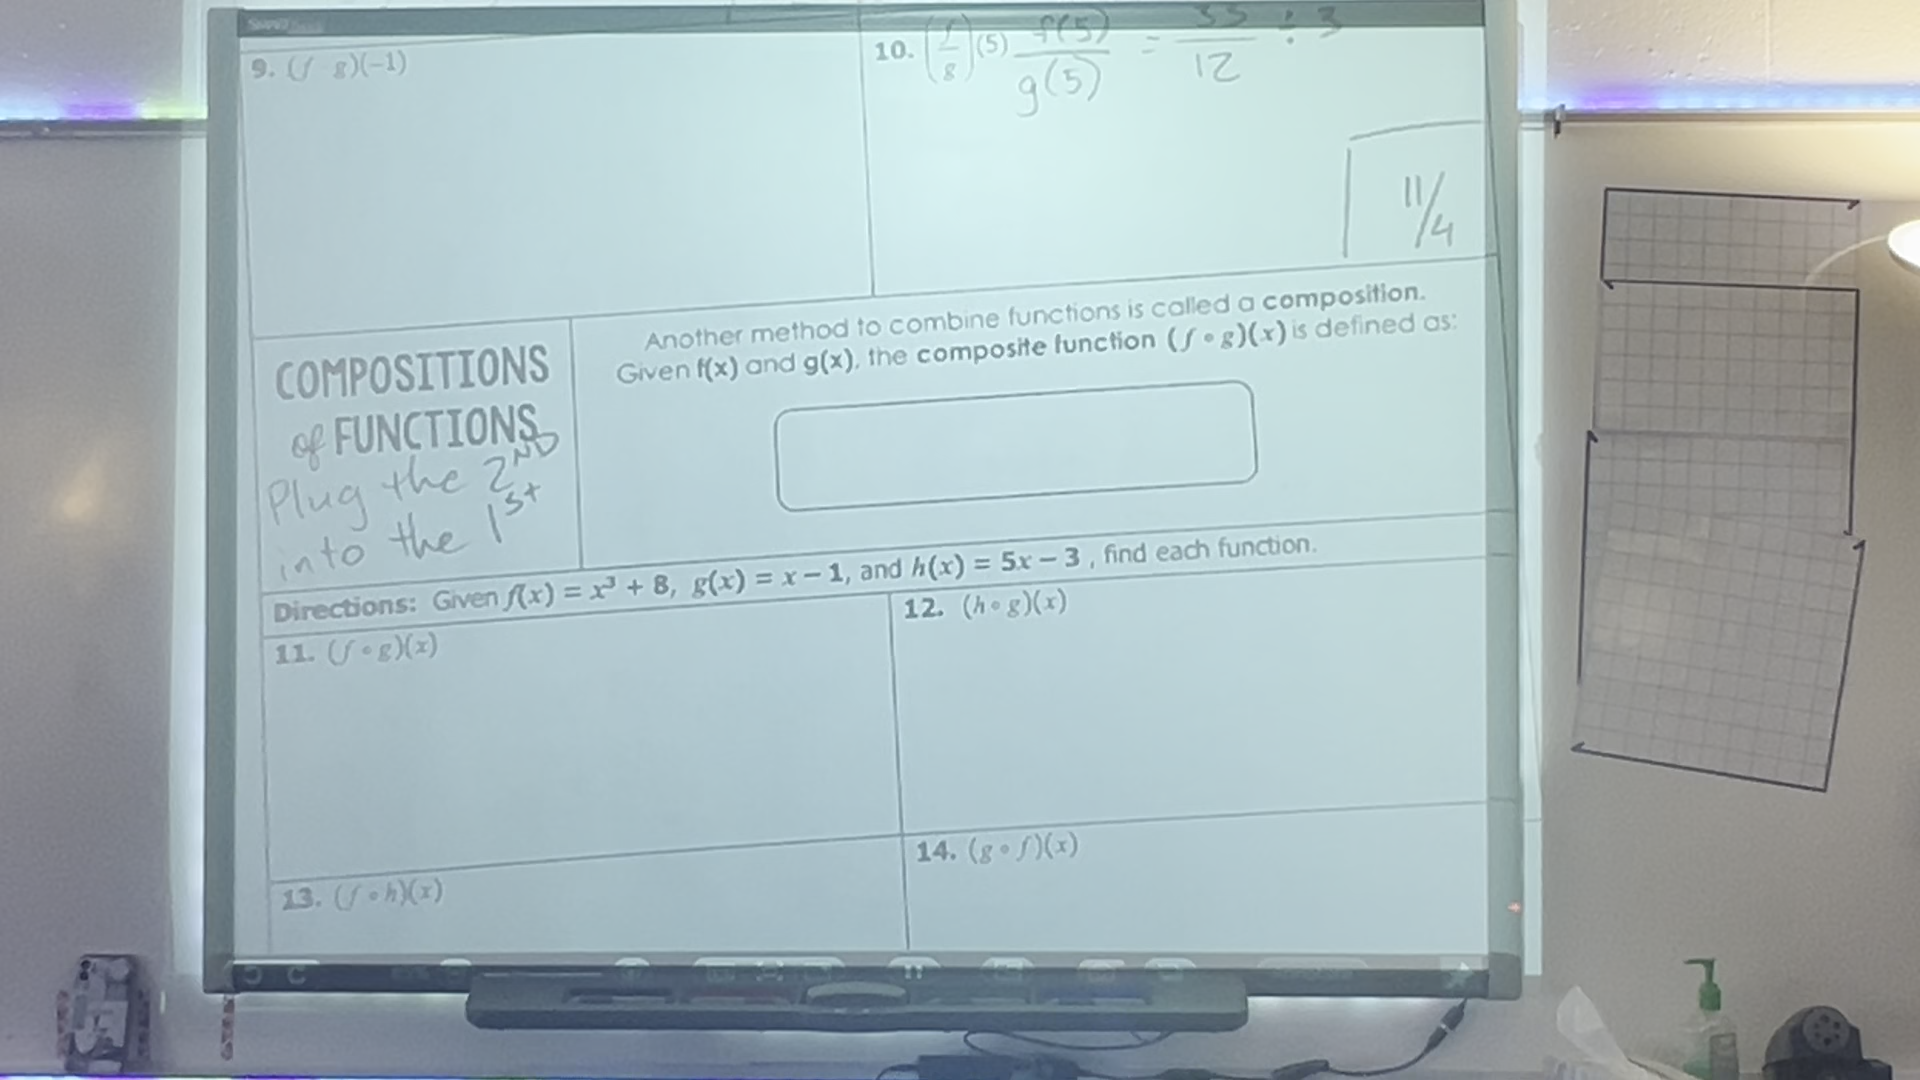 9. (f g)(-1)
10. (f/g)(5) f(5)/g(5) = 33/12 ÷ 3
11/4
COMPOSITIONS
of FUNCTIONS
Plug the 2ND
into the 1st
Another method to combine functions is called a composition.
Given f(x) and g(x), the composite function (f ∘ g)(x) is defined as:
Directions: Given f(x) = x³ + 8, g(x) = x − 1, and h(x) = 5x − 3 , find each function.
11. (f ∘ g)(x)
12. (h ∘ g)(x)
13. (f ∘ h)(x)
14. (g ∘ f)(x)